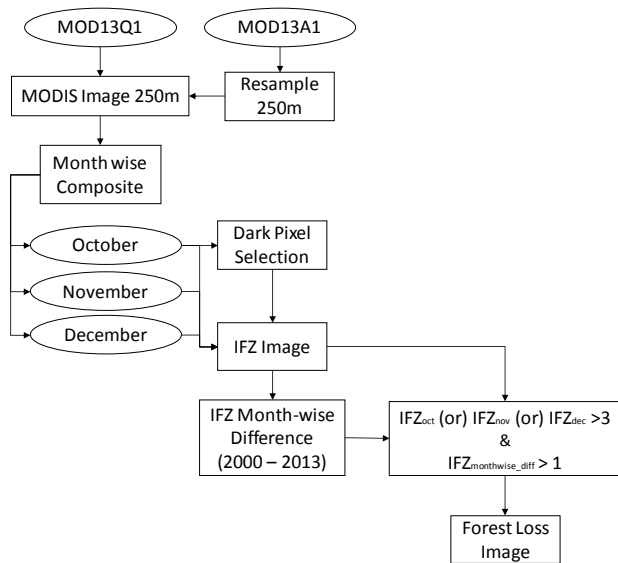 MOD13Q1
MOD13A1
MODIS Image 250m
Resample
250m
Month wise
Composite
October
November
December
Dark Pixel
Selection
IFZ Image
IFZ Month-wise
Difference
(2000 – 2013)
IFZoct (or) IFZnov (or) IFZdec >3
&
IFZmonthwise_diff > 1
Forest Loss
Image